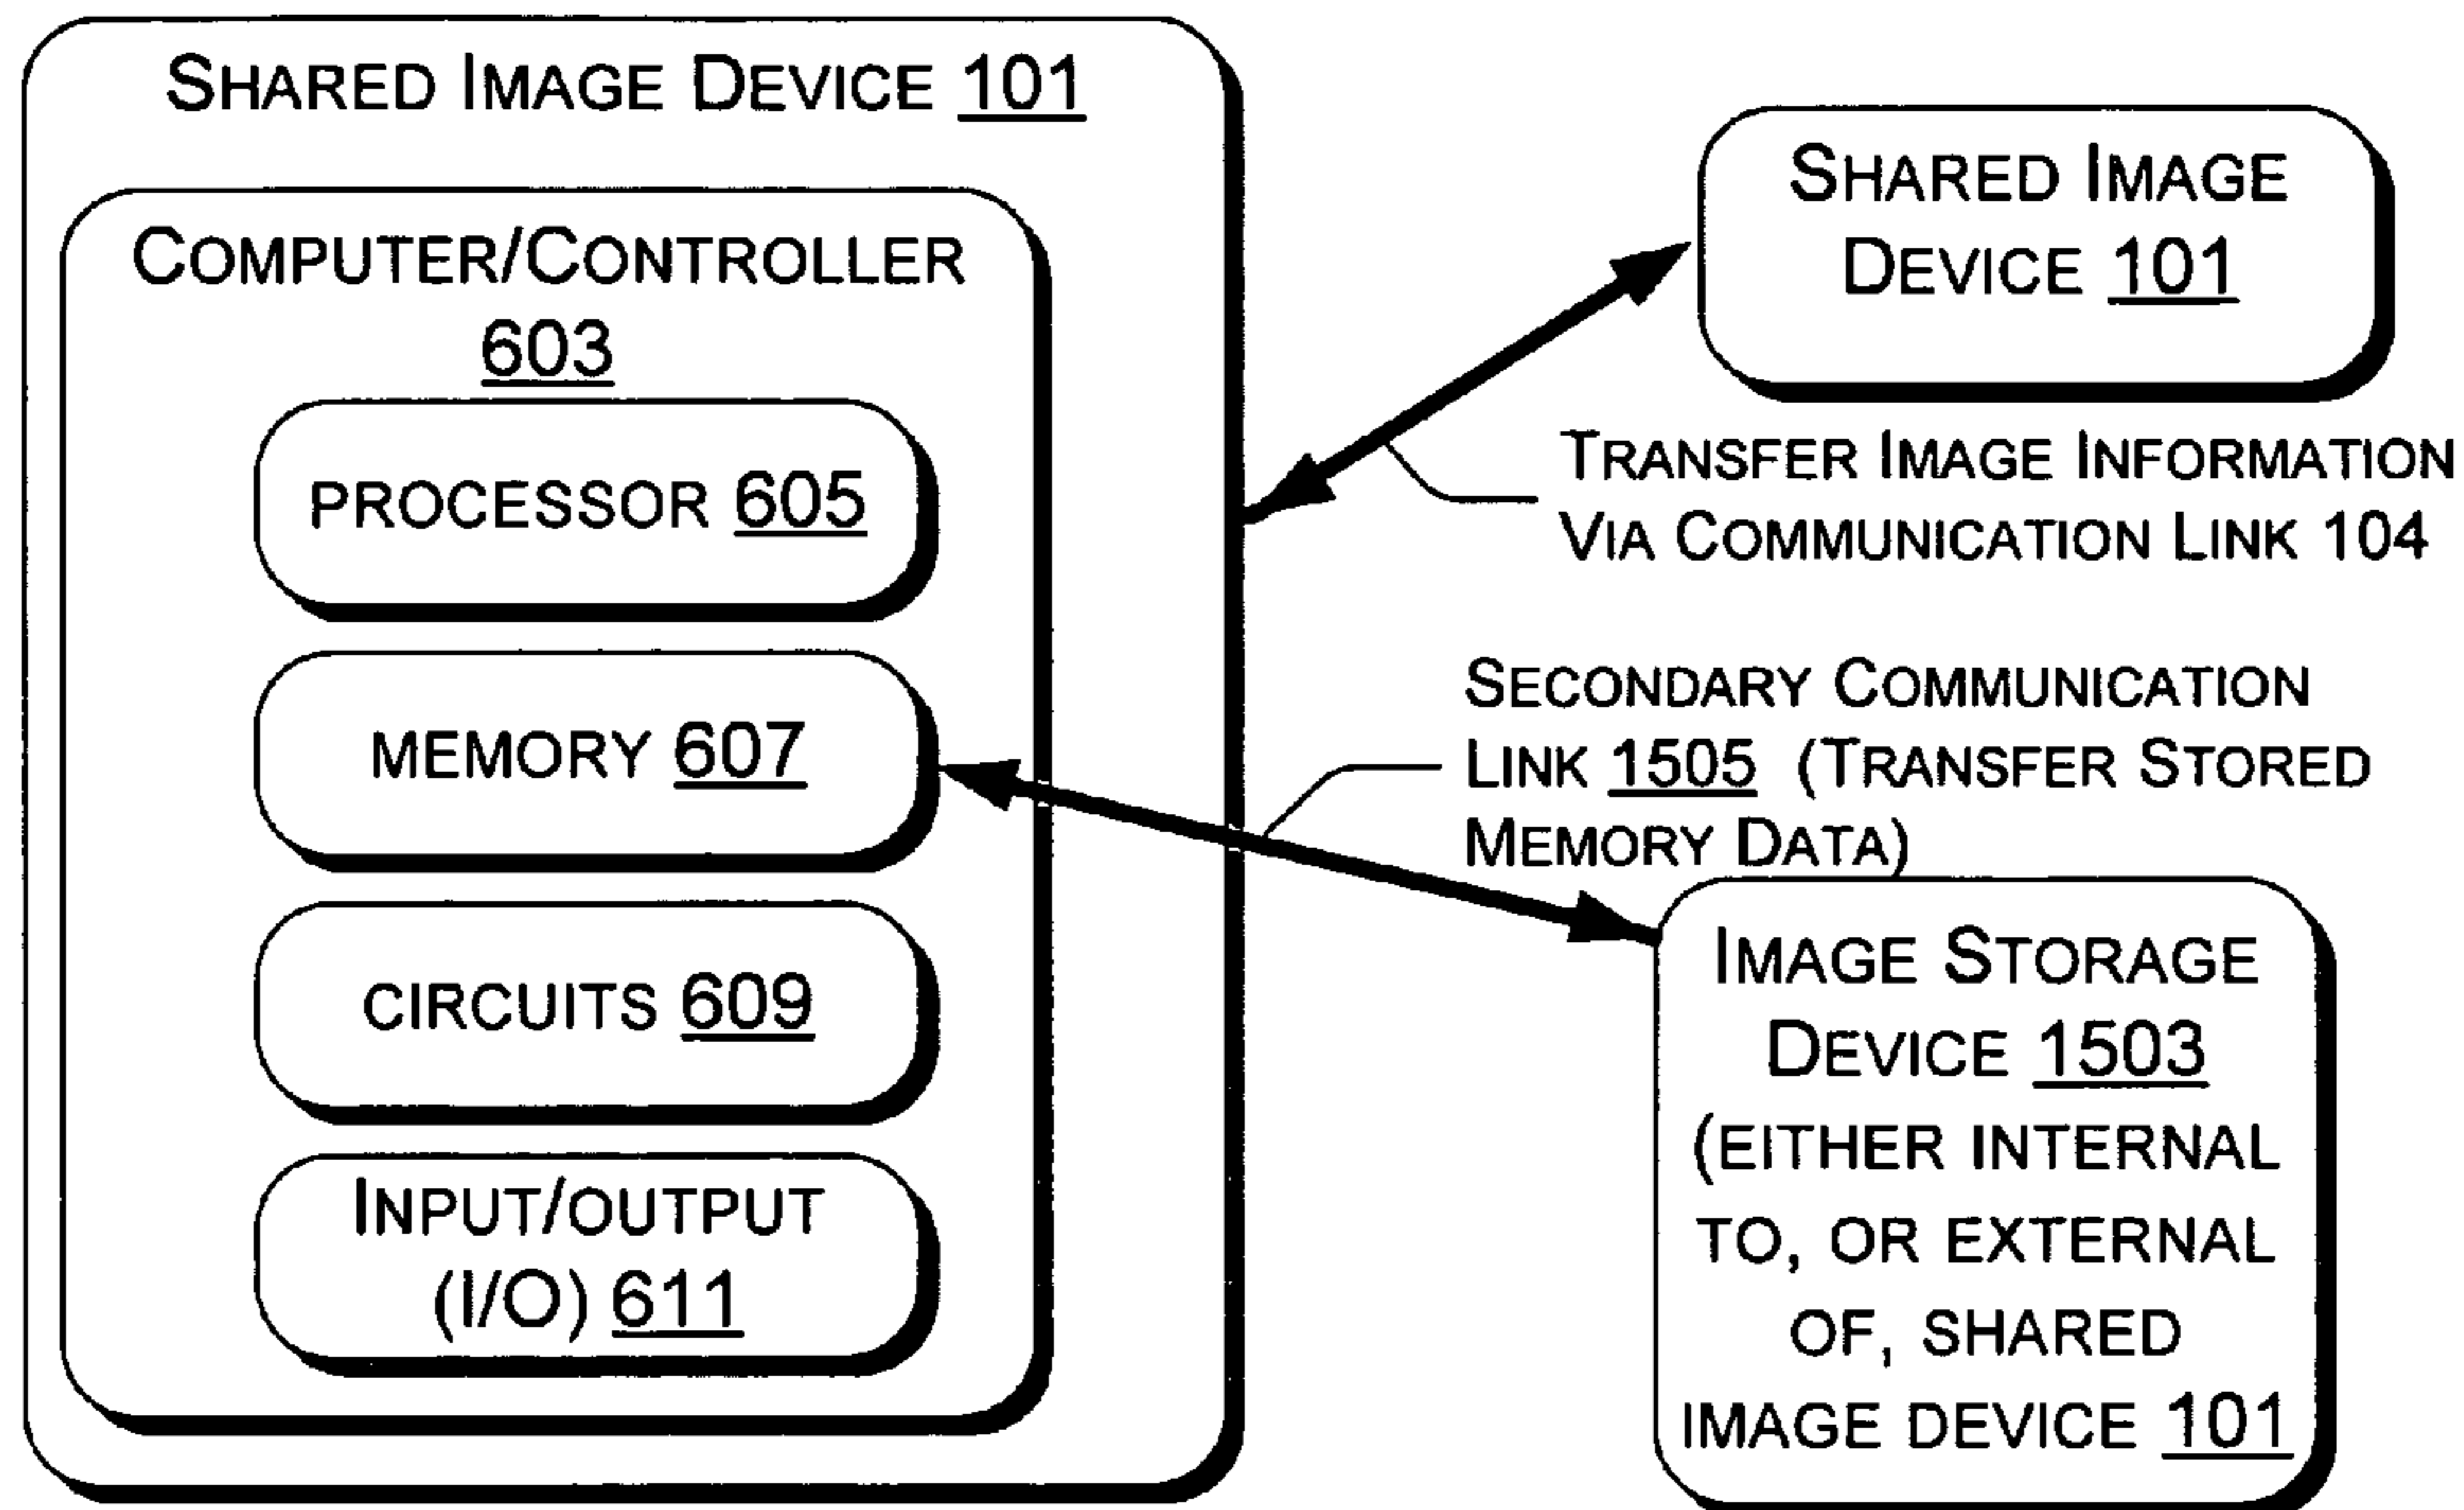 SHARED IMAGE DEVICE 101
COMPUTER/CONTROLLER
603
PROCESSOR 605
MEMORY 607
CIRCUITS 609
INPUT/OUTPUT
(I/O) 611
SHARED IMAGE
DEVICE 101
TRANSFER IMAGE INFORMATION
VIA COMMUNICATION LINK 104
SECONDARY COMMUNICATION
LINK 1505 (TRANSFER STORED
MEMORY DATA)
IMAGE STORAGE
DEVICE 1503
(EITHER INTERNAL
TO, OR EXTERNAL
OF, SHARED
IMAGE DEVICE 101